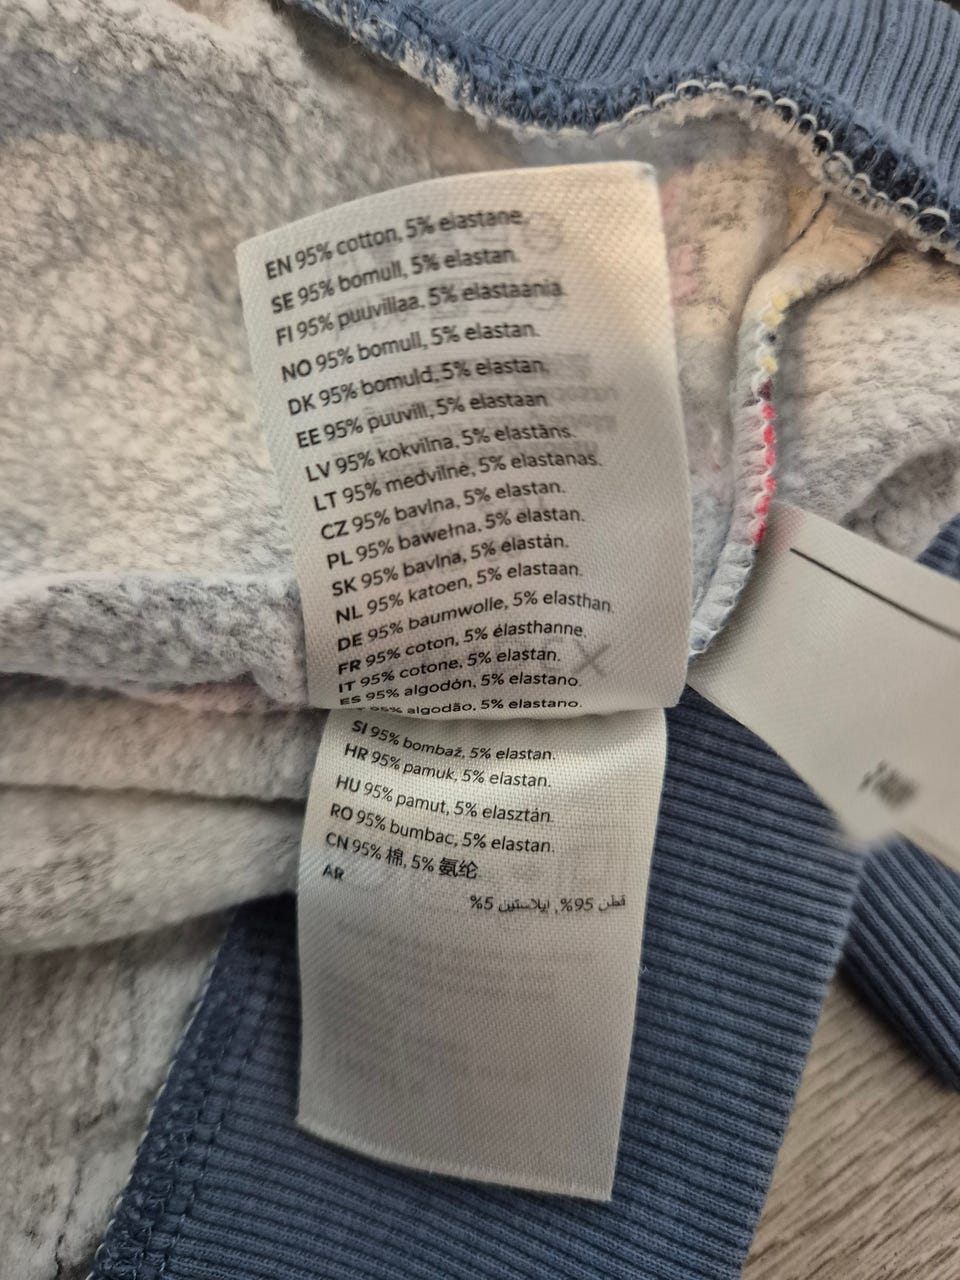 EN 95% cotton, 5% elastane.
SE 95% bomull, 5% elastan.
FI 95% puuvillaa, 5% elastaania.
NO 95% bomull, 5% elastan.
DK 95% bomuld, 5% elastan.
EE 95% puuvill, 5% elastaan
LV 95% kokvilna, 5% elastāns.
LT 95% medvilnė, 5% elastanas.
CZ 95% bavlna, 5% elastan.
PL 95% bawełna, 5% elastan.
SK 95% bavlna, 5% elastán.
NL 95% katoen, 5% elastaan.
DE 95% baumwolle, 5% elasthan.
FR 95% coton, 5% élasthanne.
IT 95% cotone, 5% elastan.
ES 95% algodón, 5% elastano.
95% algodão, 5% elastano.
SI 95% bombaž, 5% elastan.
HR 95% pamuk, 5% elastan.
HU 95% pamut, 5% elasztán.
RO 95% bumbac, 5% elastan.
CN 95% 棉, 5% 氨纶
AR
قطن 95%, إيلاستين 5%